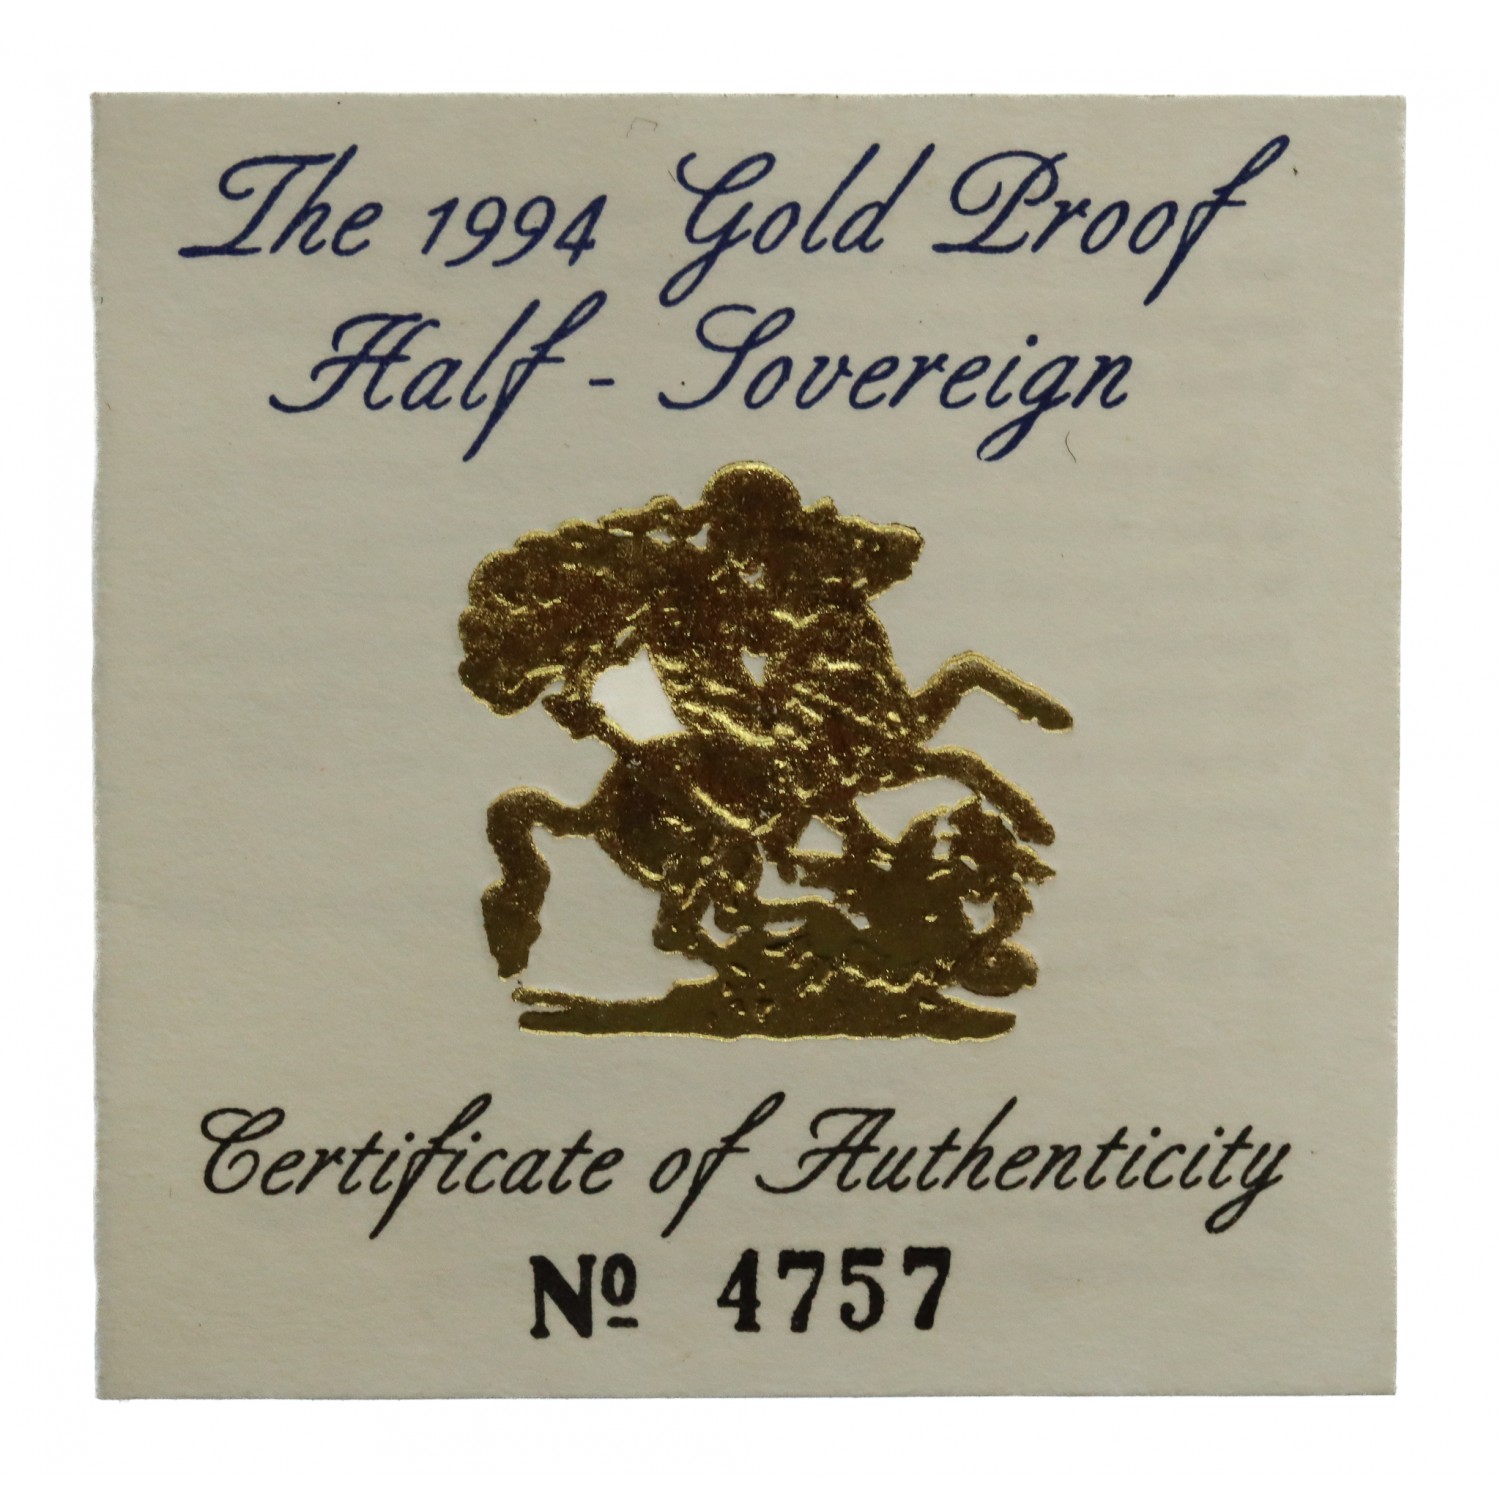 The 1994 Gold Proof
Half - Sovereign
Certificate of Authenticity
Nº 4757